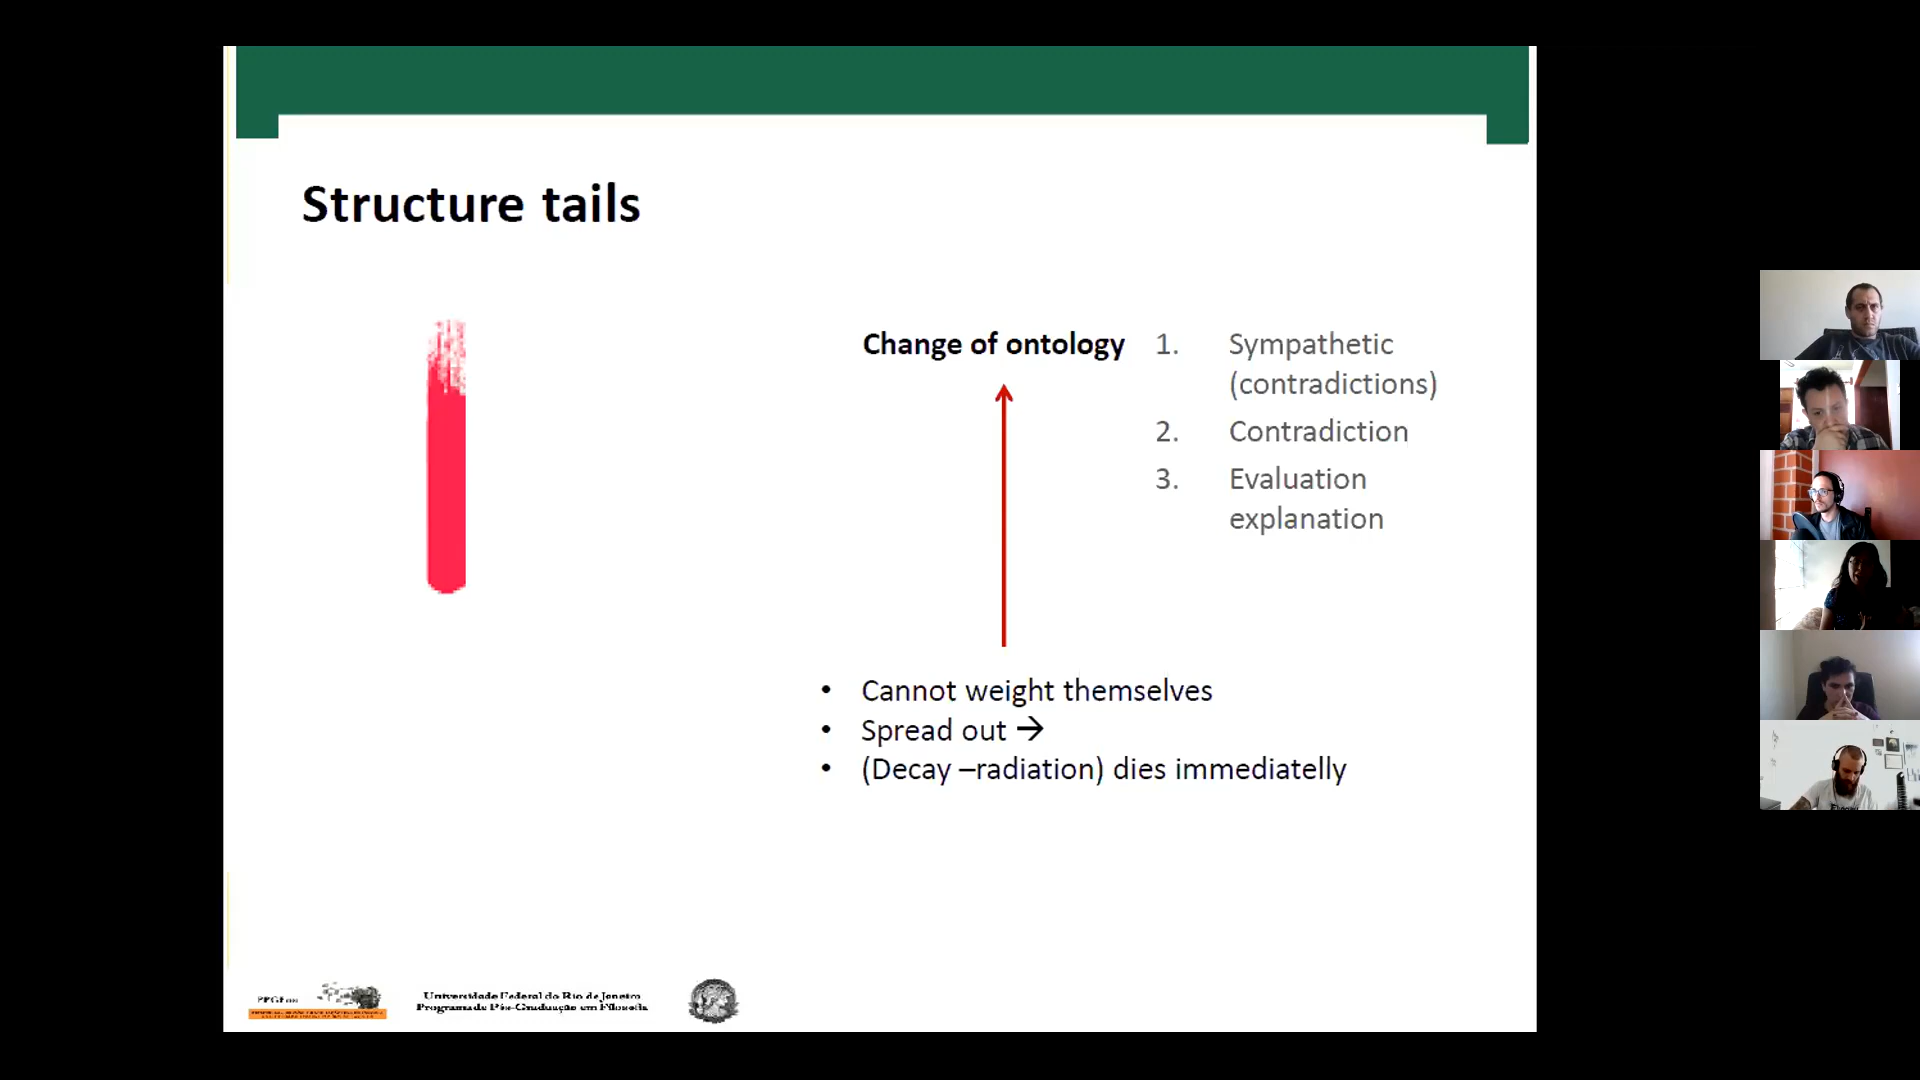 Structure tails
Change of ontology
1. Sympathetic
(contradictions)
2. Contradiction
3. Evaluation
explanation
• Cannot weight themselves
• Spread out →
• (Decay –radiation) dies immediatelly
Universidade Federal do Rio de Janeiro
Programa de Pós-Graduação em Filosofia